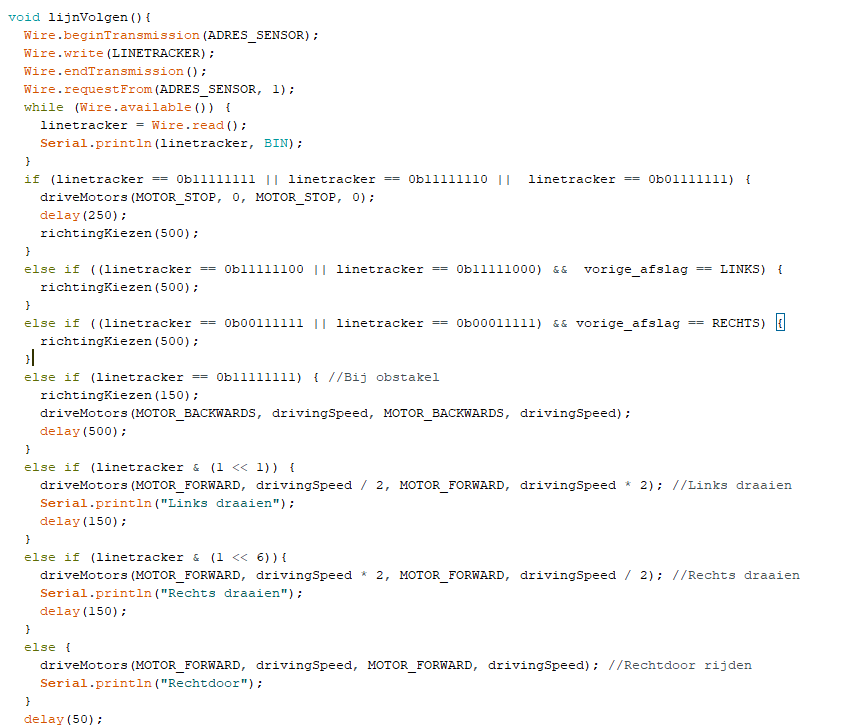 void lijnVolgen(){
  Wire.beginTransmission(ADRES_SENSOR);
  Wire.write(LINETRACKER);
  Wire.endTransmission();
  Wire.requestFrom(ADRES_SENSOR, 1);
  while (Wire.available()) {
    linetracker = Wire.read();
    Serial.println(linetracker, BIN);
  }
  if (linetracker == 0b11111111 || linetracker == 0b11111110 ||  linetracker == 0b01111111) {
    driveMotors(MOTOR_STOP, 0, MOTOR_STOP, 0);
    delay(250);
    richtingKiezen(500);
  }
  else if ((linetracker == 0b11111100 || linetracker == 0b11111000) &&  vorige_afslag == LINKS) {
    richtingKiezen(500);
  }
  else if ((linetracker == 0b00111111 || linetracker == 0b00011111) && vorige_afslag == RECHTS) {
    richtingKiezen(500);
  }
  else if (linetracker == 0b11111111) { //Bij obstakel
    richtingKiezen(150);
    driveMotors(MOTOR_BACKWARDS, drivingSpeed, MOTOR_BACKWARDS, drivingSpeed);
    delay(500);
  }
  else if (linetracker & (1 << 1)) {
    driveMotors(MOTOR_FORWARD, drivingSpeed / 2, MOTOR_FORWARD, drivingSpeed * 2); //Links draaien
    Serial.println("Links draaien");
    delay(150);
  }
  else if (linetracker & (1 << 6)){
    driveMotors(MOTOR_FORWARD, drivingSpeed * 2, MOTOR_FORWARD, drivingSpeed / 2); //Rechts draaien
    Serial.println("Rechts draaien");
    delay(150);
  }
  else {
    driveMotors(MOTOR_FORWARD, drivingSpeed, MOTOR_FORWARD, drivingSpeed); //Rechtdoor rijden
    Serial.println("Rechtdoor");
  }
  delay(50);